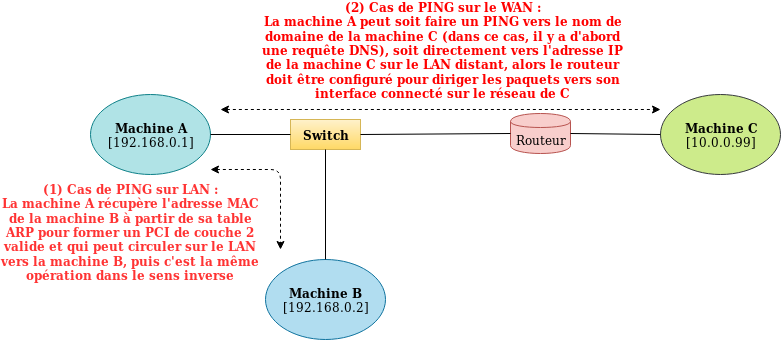 (2) Cas de PING sur le WAN :
La machine A peut soit faire un PING vers le nom de
domaine de la machine C (dans ce cas, il y a d'abord
une requête DNS), soit directement vers l'adresse IP
de la machine C sur le LAN distant, alors le routeur
doit être configuré pour diriger les paquets vers son
interface connecté sur le réseau de C
Machine A
[192.168.0.1]
Switch
Routeur
Machine C
[10.0.0.99]
(1) Cas de PING sur LAN :
La machine A récupère l'adresse MAC
de la machine B à partir de sa table
ARP pour former un PCI de couche 2
valide et qui peut circuler sur le LAN
vers la machine B, puis c'est la même
opération dans le sens inverse
Machine B
[192.168.0.2]